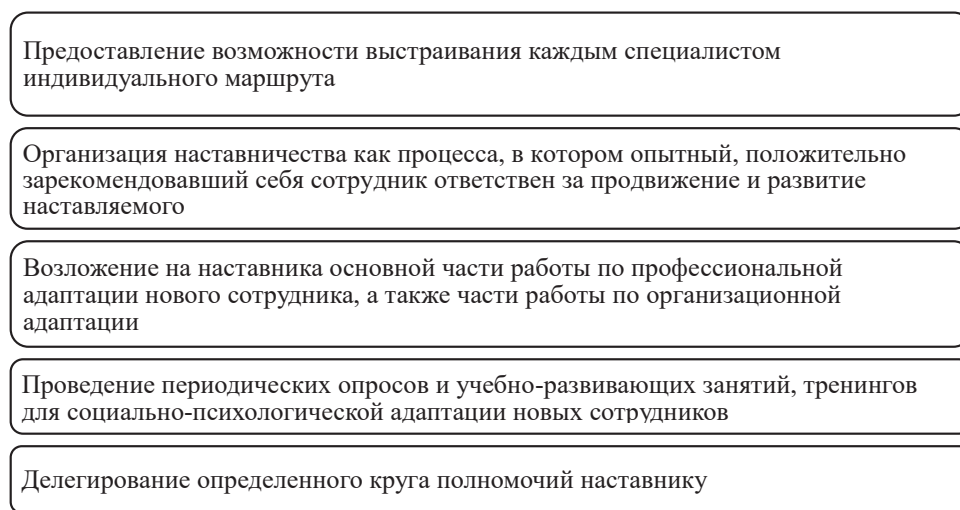 Предоставление возможности выстраивания каждым специалистом
индивидуального маршрута
Организация наставничества как процесса, в котором опытный, положительно
зарекомендовавший себя сотрудник ответствен за продвижение и развитие
наставляемого
Возложение на наставника основной части работы по профессиональной
адаптации нового сотрудника, а также части работы по организационной
адаптации
Проведение периодических опросов и учебно-развивающих занятий, тренингов
для социально-психологической адаптации новых сотрудников
Делегирование определенного круга полномочий наставнику